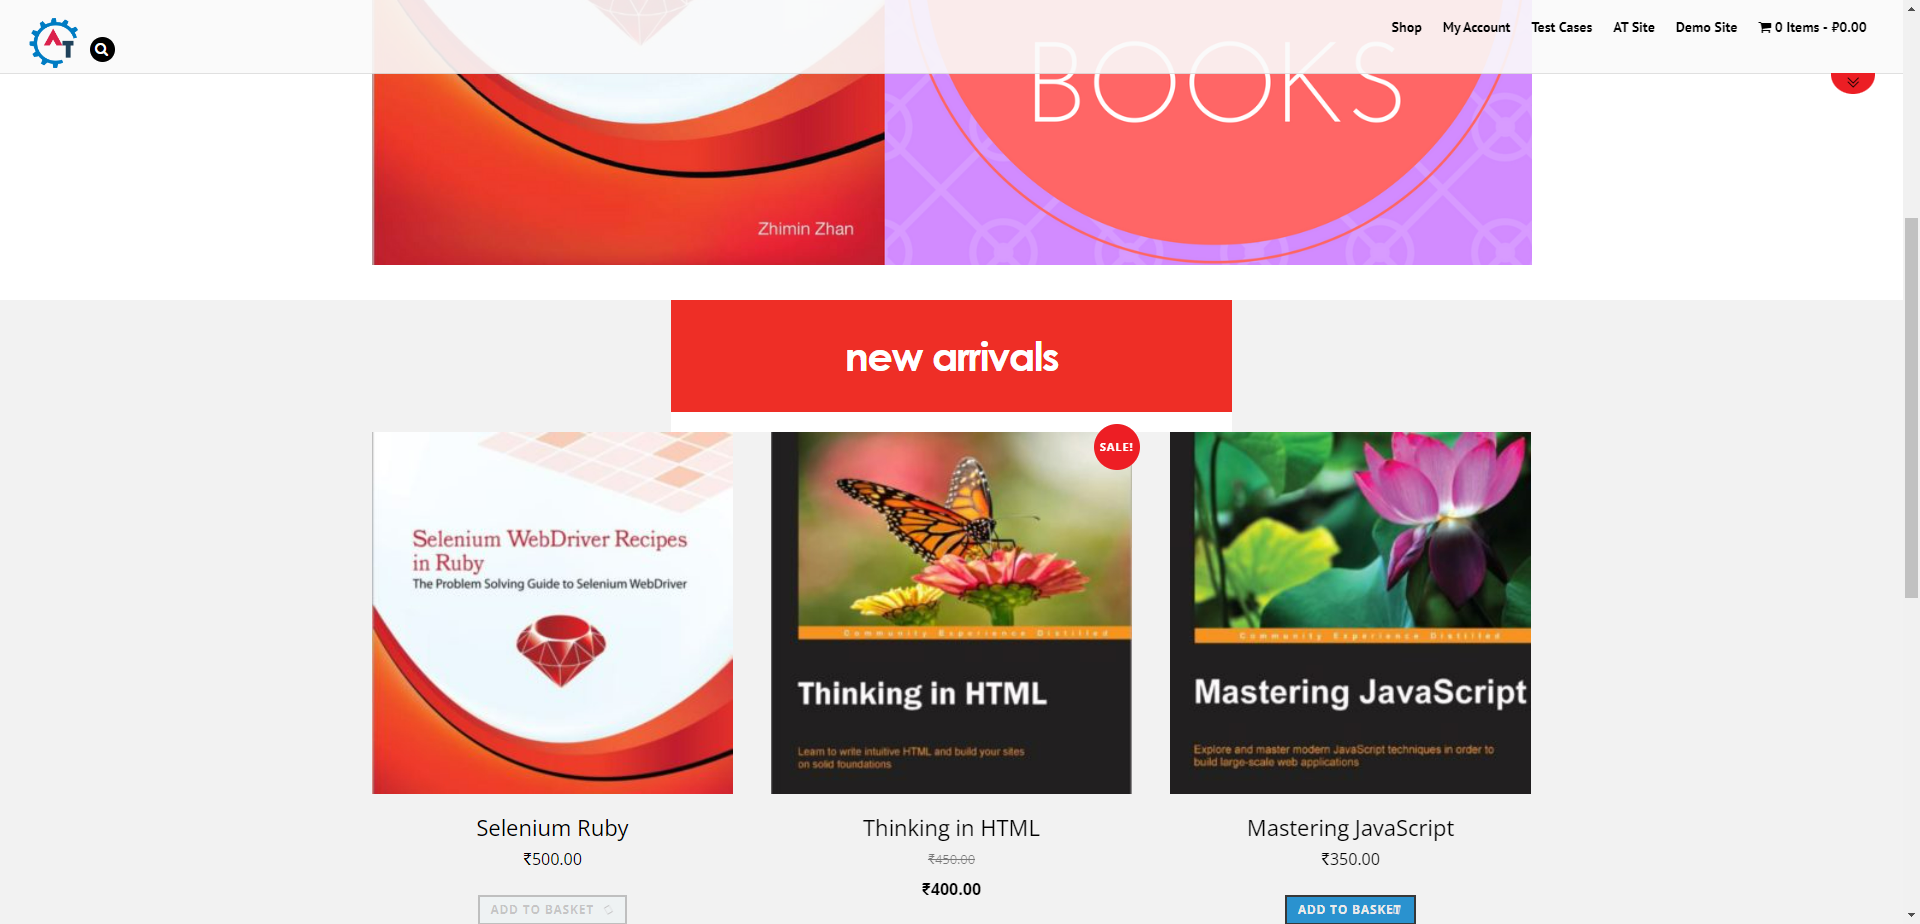 AT
Shop My Account Test Cases AT Site Demo Site 0 Items - ₽0.00
BOOKS
Zhimin Zhan
new arrivals
SALE!
Selenium WebDriver Recipes
in Ruby
The Problem Solving Guide to Selenium WebDriver
Community Experience Distilled
Thinking in HTML
Learn to write intuitive HTML and build your sites
on solid foundations
Community Experience Distilled
Mastering JavaScript
Explore and master modern JavaScript techniques in order to
build large-scale web applications
Selenium Ruby
₹500.00
ADD TO BASKET
Thinking in HTML
₹450.00
₹400.00
Mastering JavaScript
₹350.00
ADD TO BASKET